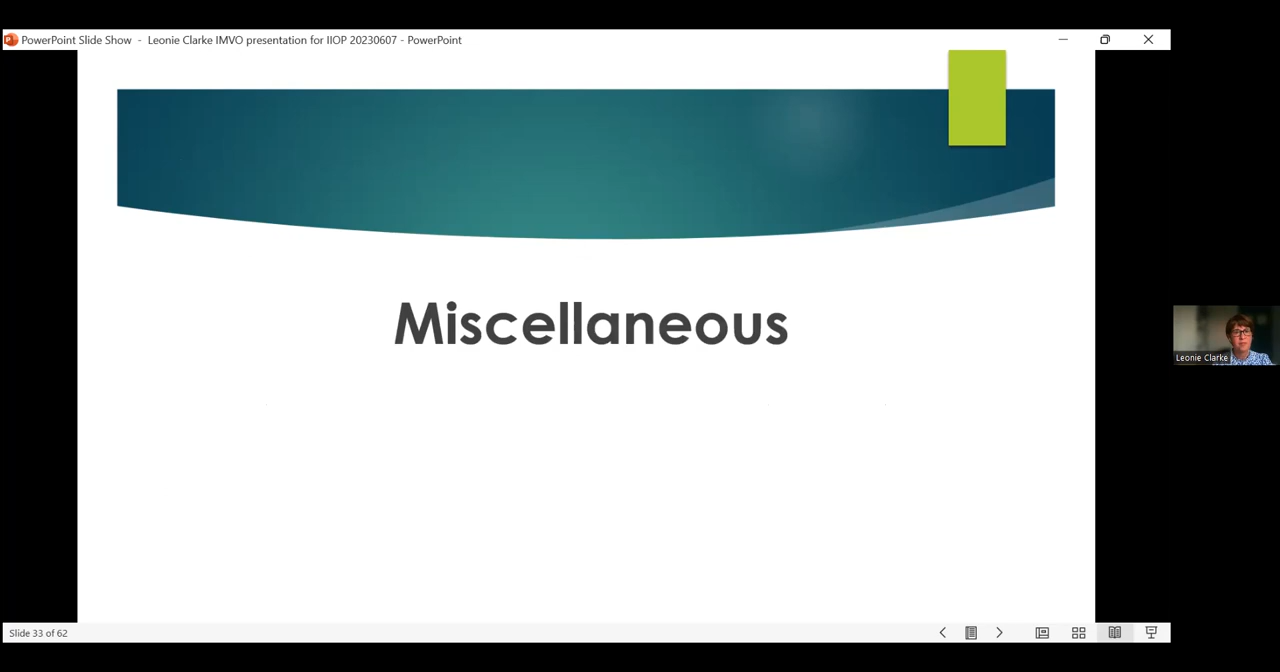 PowerPoint Slide Show - Leonie Clarke IMVO presentation for IIOP 20230607 - PowerPoint
Miscellaneous
Leonie Clarke
Slide 33 of 62